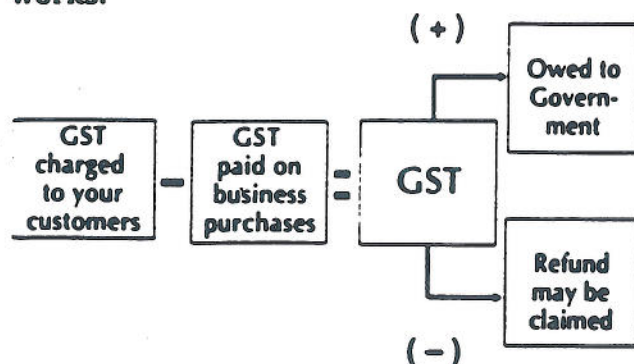 works.
(+)
GST
charged
to your
customers
-
GST
paid on
business
purchases
=
GST
Owed to
Govern-
ment
Refund
may be
claimed
(-)